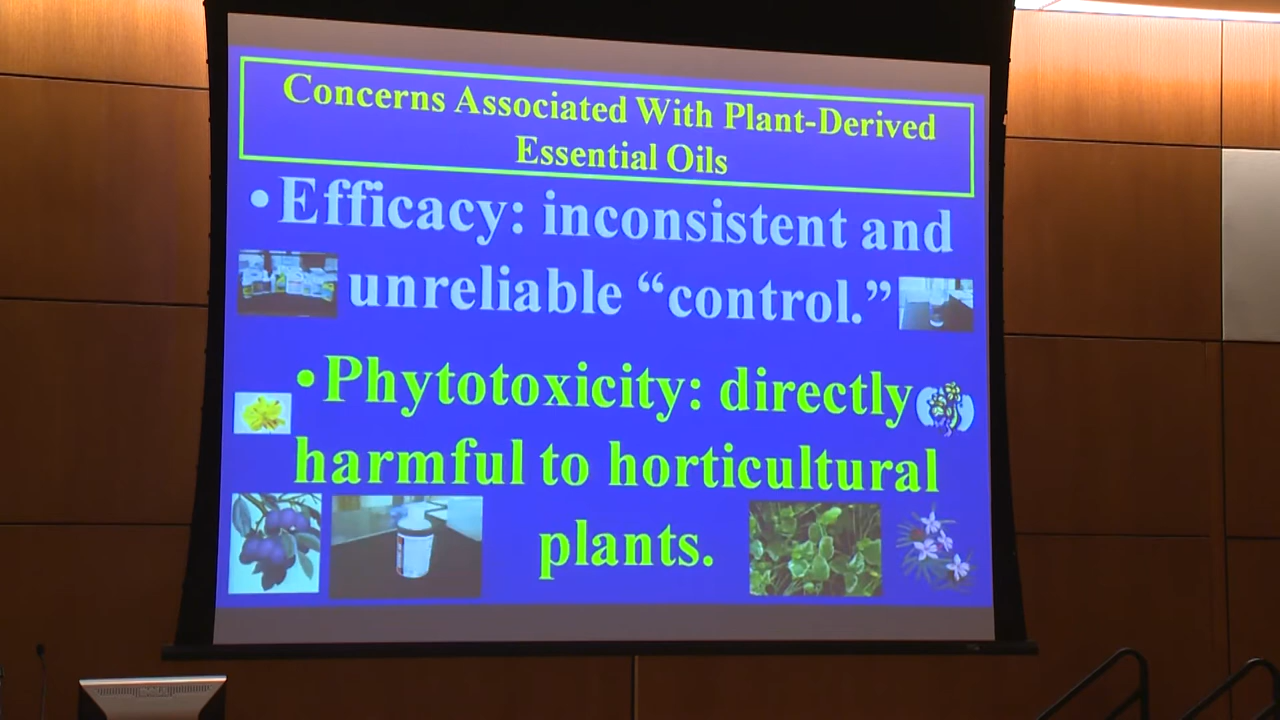 Concerns Associated With Plant-Derived
Essential Oils
•Efficacy: inconsistent and
unreliable “control.”
•Phytotoxicity: directly
harmful to horticultural
plants.